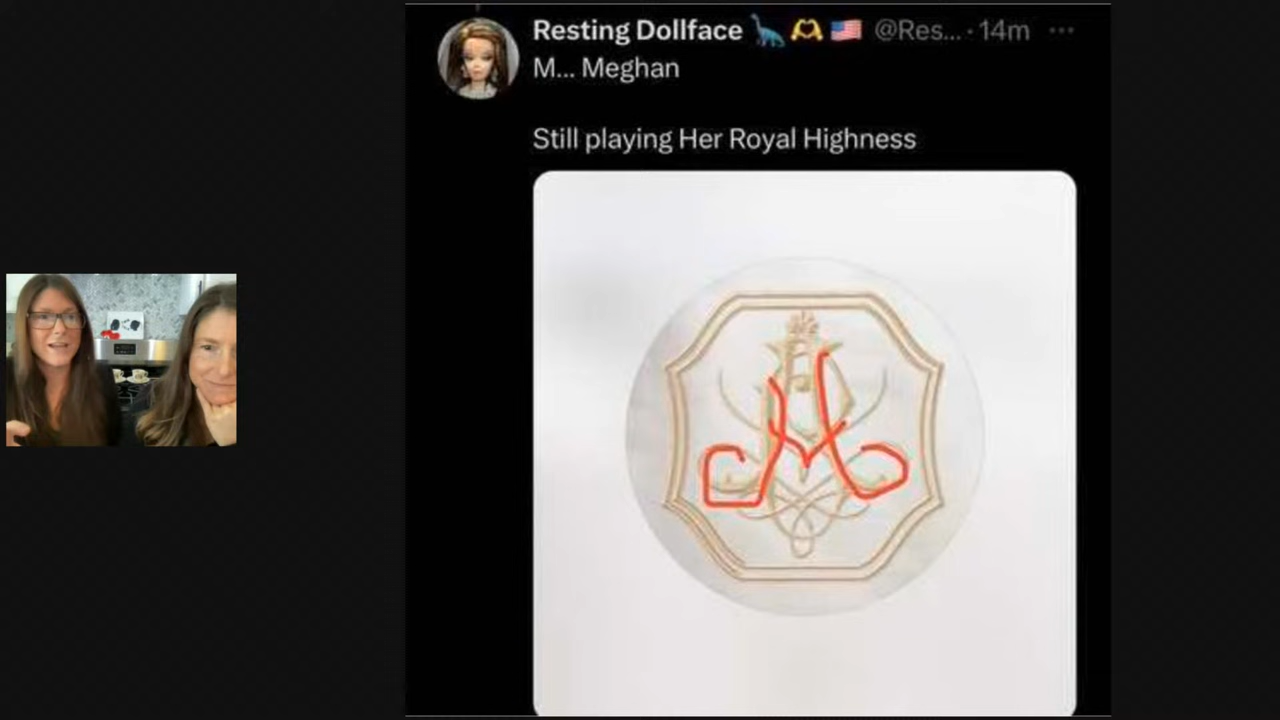 Resting Dollface 🦕🫶🇺🇸 @Res... · 14m ...
M... Meghan
Still playing Her Royal Highness
M